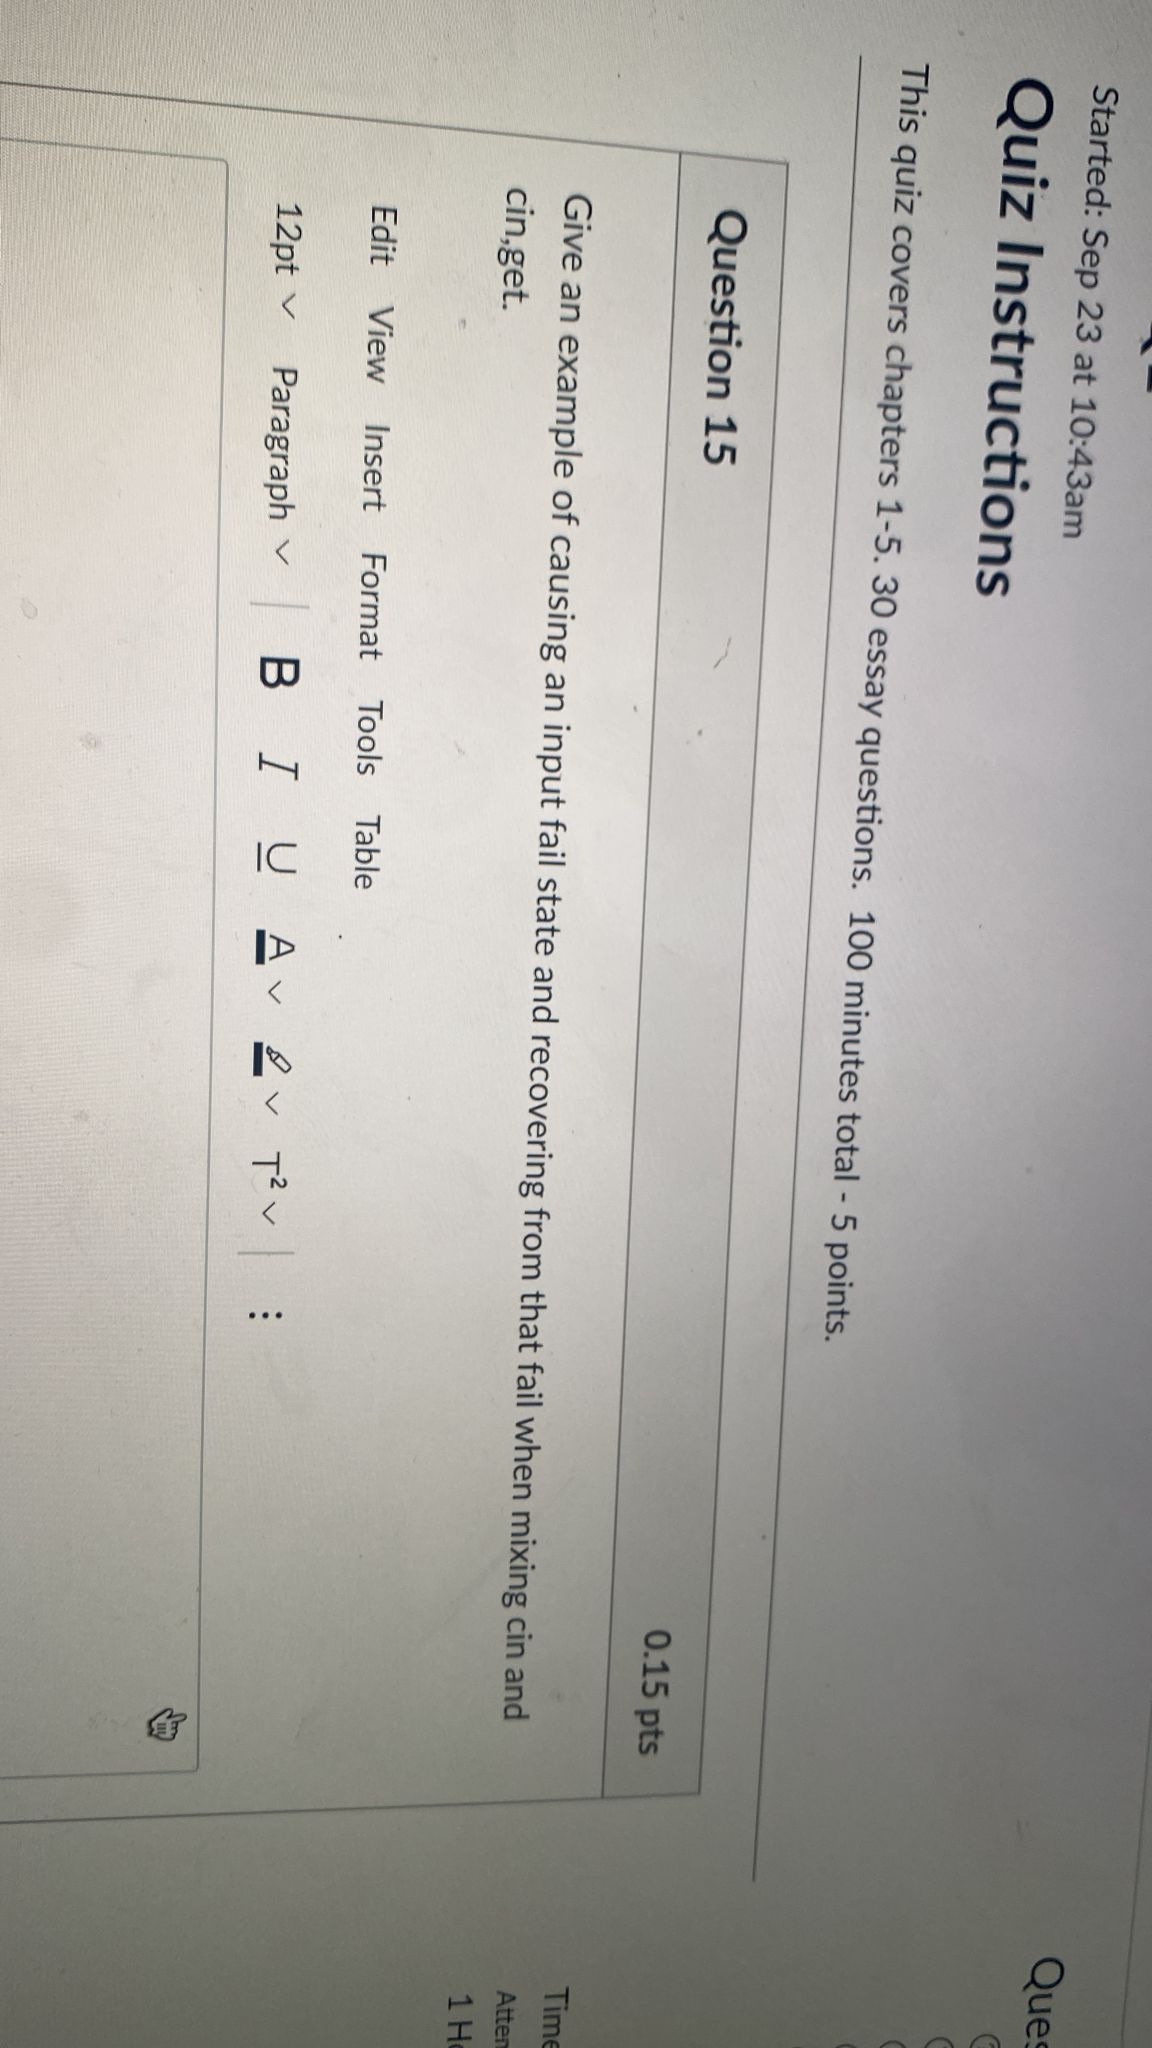 Started: Sep 23 at 10:43am
Quiz Instructions
This quiz covers chapters 1-5. 30 essay questions. 100 minutes total - 5 points.
Question 15
0.15 pts
Give an example of causing an input fail state and recovering from that fail when mixing cin and
cin,get.
Edit View Insert Format Tools Table
12pt Paragraph B I U A T²
Ques
Time
Atten
1 Ho